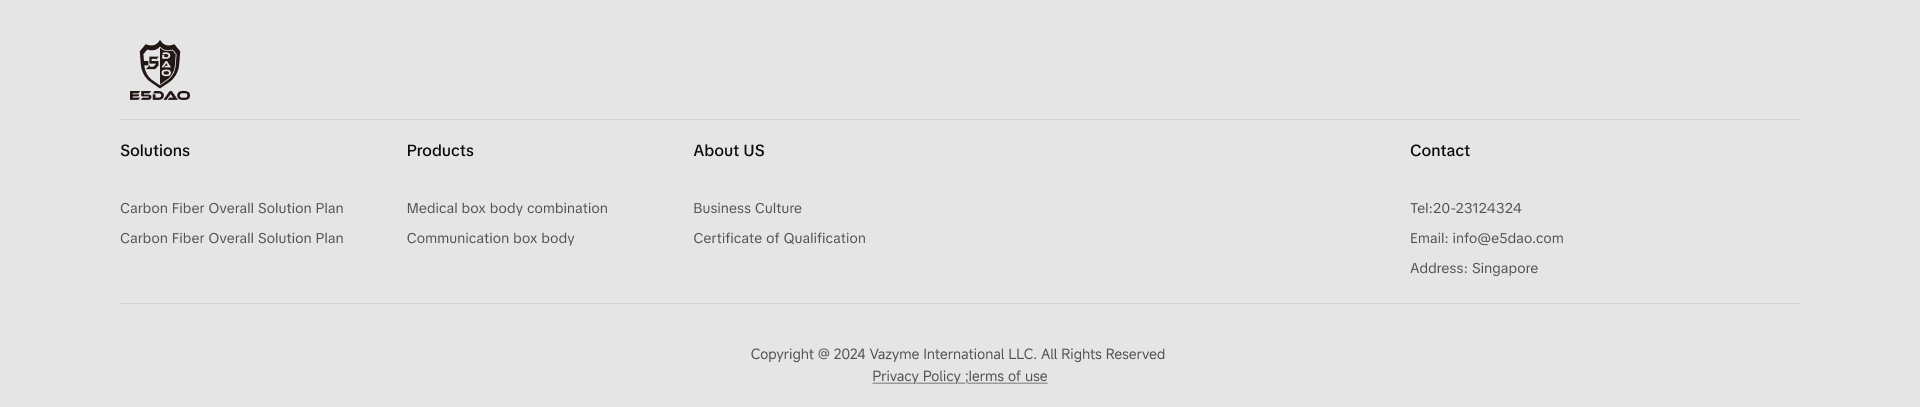 5
DAO
E5DAO
Solutions
Products
About US
Contact
Carbon Fiber Overall Solution Plan
Medical box body combination
Business Culture
Tel:20-23124324
Carbon Fiber Overall Solution Plan
Communication box body
Certificate of Qualification
Email: info@e5dao.com
Address: Singapore
Copyright @ 2024 Vazyme International LLC. All Rights Reserved
Privacy Policy ;lerms of use